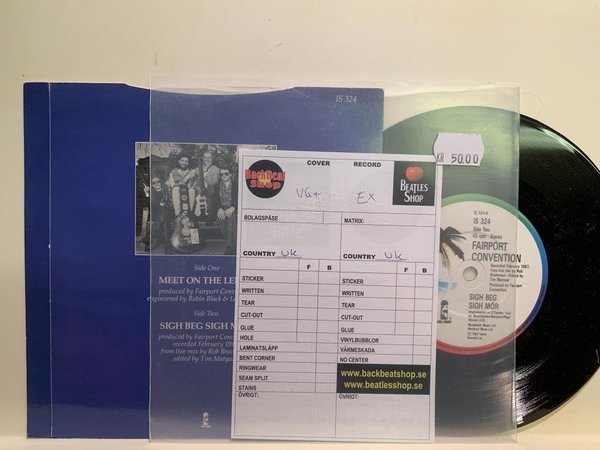 IS 324
Side One
MEET ON THE LE
produced by Fairport Conv
engineered by Robin Black &
Side Two
SIGH BEG SIGH M
produced by Fairport Conv
recorded February 198
from live mix by Rob Bra
edited by Tim Matyn
BackBeat
Shop
COVER
RECORD
BEATLES
SHOP
VG+
EX
BOLAGSPÅSE
MATRIX:
COUNTRY UK
COUNTRY UK
F B
F B
STICKER
WRITTEN
TEAR
CUT-OUT
GLUE
HOLE
LAMINATSLÄPP
BENT CORNER
RINGWEAR
SEAM SPLIT
STAINS
ÖVRIGT:
STICKER
WRITTEN
TEAR
CUT-OUT
GLUE
VINYLBUBBLOR
VÄRMESKADA
NO CENTER
www.backbeatshop.se
www.beatlesshop.se
ÖVRIGT:
KR 50.00
IS 324
Side Two
45 rpm Stereo
FAIRPORT
CONVENTION
SIGH BEG
SIGH MOR